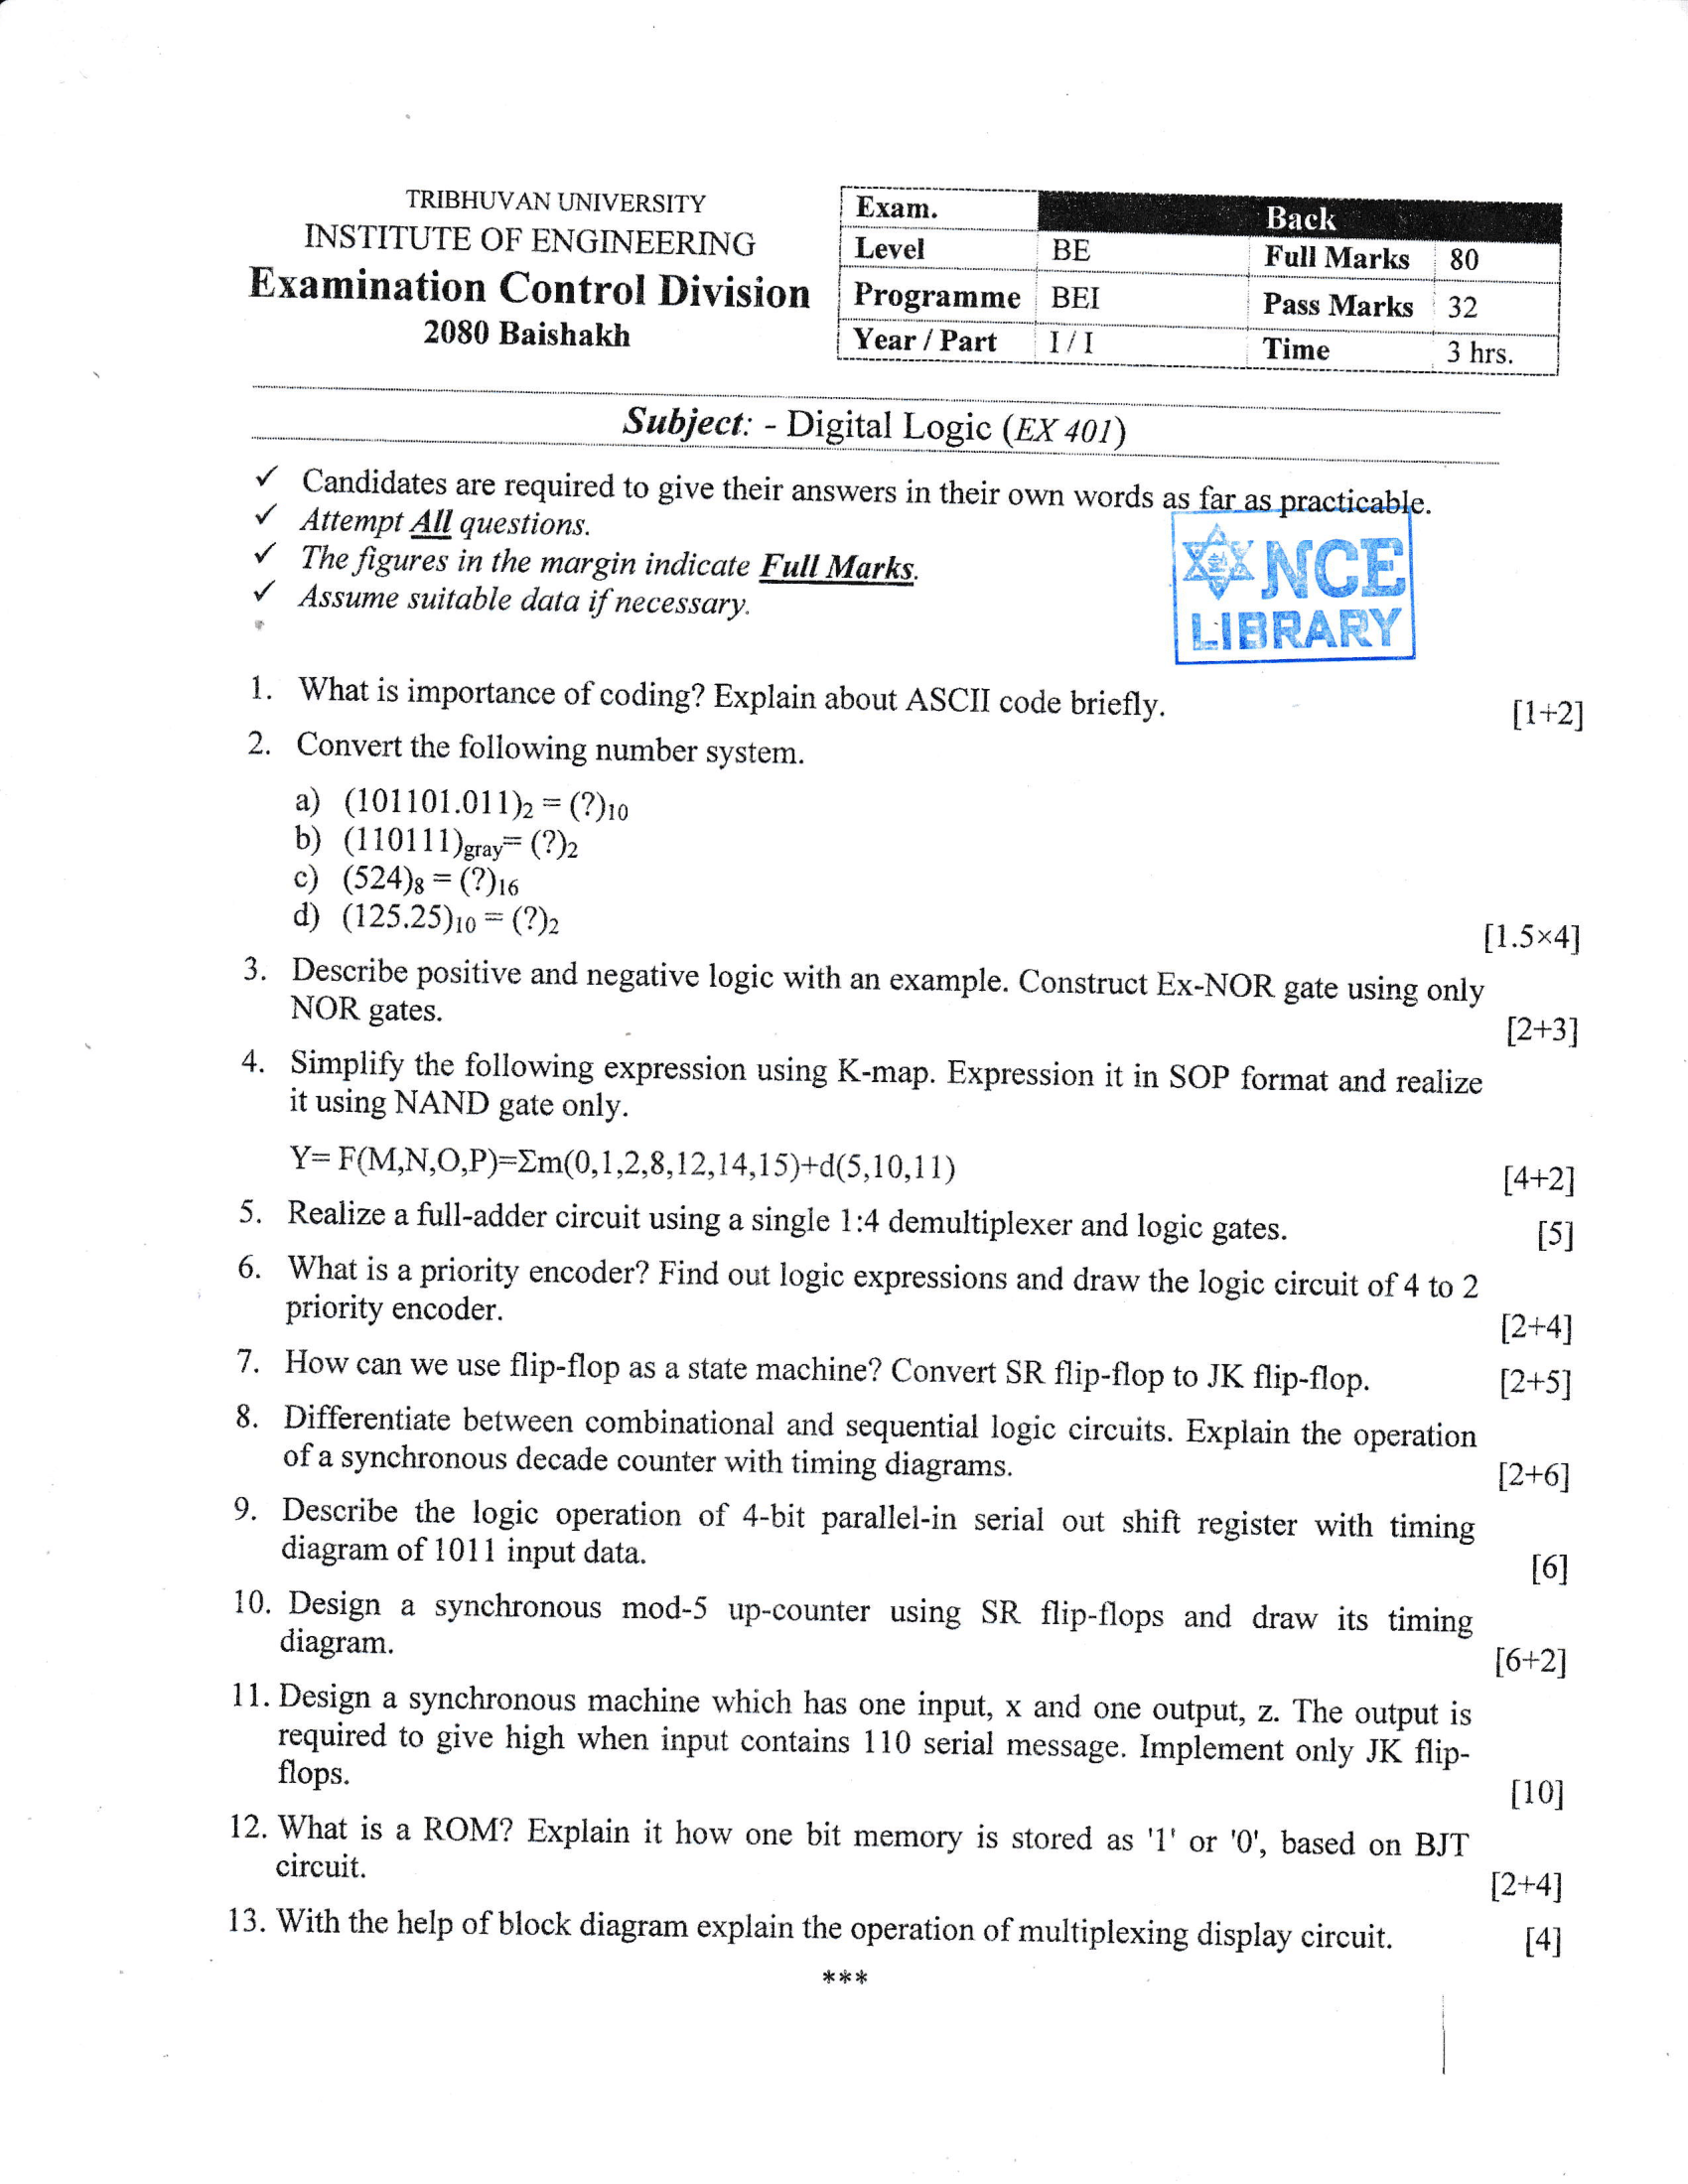 TRIBHUVAN UNIVERSITY
INSTITUTE OF ENGINEERING
Examination Control Division
2080 Baishakh
Exam. Back
Level BE Full Marks 80
Programme BEI Pass Marks 32
Year / Part I / I Time 3 hrs.
Subject: - Digital Logic (EX 401)
✓ Candidates are required to give their answers in their own words as far as practicable.
✓ Attempt All questions.
✓ The figures in the margin indicate Full Marks.
✓ Assume suitable data if necessary.
NCE
LIBRARY
1. What is importance of coding? Explain about ASCII code briefly. [1+2]
2. Convert the following number system.
a) (101101.011)₂ = (?)₁₀
b) (110111)gray= (?)₂
c) (524)₈ = (?)₁₆
d) (125.25)₁₀ = (?)₂ [1.5×4]
3. Describe positive and negative logic with an example. Construct Ex-NOR gate using only
NOR gates. [2+3]
4. Simplify the following expression using K-map. Expression it in SOP format and realize
it using NAND gate only.
Y= F(M,N,O,P)=Σm(0,1,2,8,12,14,15)+d(5,10,11) [4+2]
5. Realize a full-adder circuit using a single 1:4 demultiplexer and logic gates. [5]
6. What is a priority encoder? Find out logic expressions and draw the logic circuit of 4 to 2
priority encoder. [2+4]
7. How can we use flip-flop as a state machine? Convert SR flip-flop to JK flip-flop. [2+5]
8. Differentiate between combinational and sequential logic circuits. Explain the operation
of a synchronous decade counter with timing diagrams. [2+6]
9. Describe the logic operation of 4-bit parallel-in serial out shift register with timing
diagram of 1011 input data. [6]
10. Design a synchronous mod-5 up-counter using SR flip-flops and draw its timing
diagram. [6+2]
11. Design a synchronous machine which has one input, x and one output, z. The output is
required to give high when input contains 110 serial message. Implement only JK flip-
flops. [10]
12. What is a ROM? Explain it how one bit memory is stored as '1' or '0', based on BJT
circuit. [2+4]
13. With the help of block diagram explain the operation of multiplexing display circuit. [4]
***